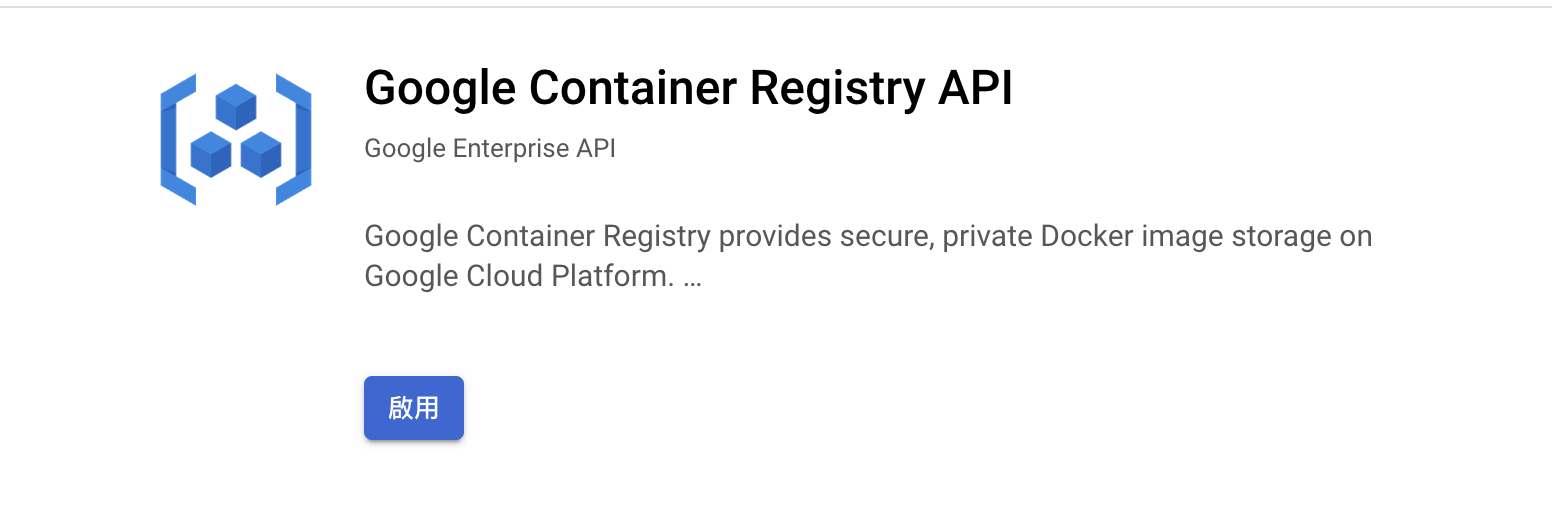 Google Container Registry API
Google Enterprise API
Google Container Registry provides secure, private Docker image storage on
Google Cloud Platform. ...
啟用